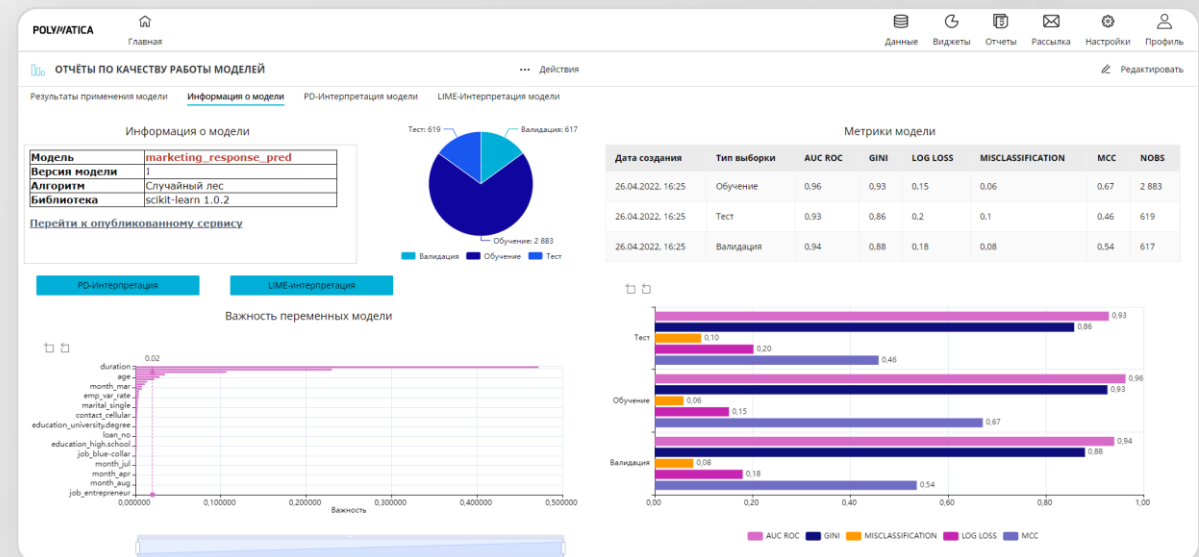 POLYMATICA
Главная
Данные Виджеты Отчеты Рассылка Настройки Профиль
ОТЧЁТЫ ПО КАЧЕСТВУ РАБОТЫ МОДЕЛЕЙ
••• Действия
Редактировать
Результаты применения модели Информация о модели PD-Интерпретация модели LIME-Интерпретация модели
Информация о модели
Модель marketing_response_pred
Версия модели 1
Алгоритм Случайный лес
Библиотека scikit-learn 1.0.2
Перейти к опубликованному сервису
Тест: 619
Валидация: 617
Обучение: 2 883
Валидация Обучение Тест
Метрики модели
Дата создания Тип выборки AUC ROC GINI LOG LOSS MISCLASSIFICATION MCC NOBS
26.04.2022, 16:25 Обучение 0,96 0,93 0,15 0,06 0,67 2 883
26.04.2022, 16:25 Тест 0,93 0,86 0,2 0,1 0,46 619
26.04.2022, 16:25 Валидация 0,94 0,88 0,18 0,08 0,54 617
PD-Интерпретация LIME-интерпретация
Важность переменных модели
0.02
duration
age
month_mar
emp_var_rate
marital_single
contact_cellular
education_university.degree
loan_no
education_high.school
job_blue-collar
month_jul
month_apr
month_aug
job_entrepreneur
0,000000 0,100000 0,200000 0,300000 0,400000 0,500000
Важность
Тест
0,93
0,86
0,10
0,20
0,46
Обучение
0,96
0,93
0,06
0,15
0,67
Валидация
0,94
0,88
0,08
0,18
0,54
0,00 0,20 0,40 0,60 0,80 1,00
AUC ROC GINI MISCLASSIFICATION LOG LOSS MCC